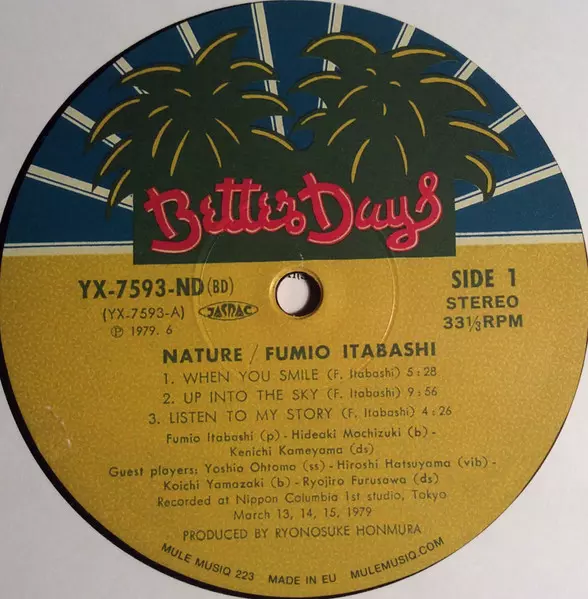 Better Days
YX-7593-ND (BD)
(YX-7593-A)
Ⓟ 1979. 6
JASRAC
SIDE 1
STEREO
33⅓RPM
NATURE / FUMIO ITABASHI
1. WHEN YOU SMILE (F. Itabashi) 5:28
2. UP INTO THE SKY (F. Itabashi) 9:56
3. LISTEN TO MY STORY (F. Itabashi) 4:26
Fumio Itabashi (p) - Hideaki Mochizuki (b) -
Kenichi Kameyama (ds)
Guest players: Yoshio Ohtomo (ss) - Hiroshi Hatsuyama (vib) -
Koichi Yamazaki (b) - Ryojiro Furusawa (ds)
Recorded at Nippon Columbia 1st studio, Tokyo
March 13, 14, 15, 1979
PRODUCED BY RYONOSUKE HONMURA
MULE MUSIQ 223 MADE IN EU MULEMUSIQ.COM